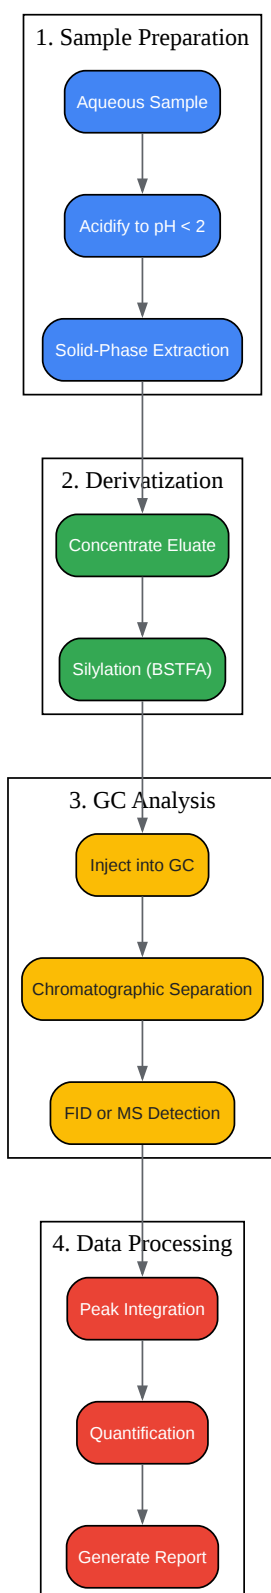 1. Sample Preparation
Aqueous Sample
Acidify to pH < 2
Solid-Phase Extraction
2. Derivatization
Concentrate Eluate
Silylation (BSTFA)
3. GC Analysis
Inject into GC
Chromatographic Separation
FID or MS Detection
4. Data Processing
Peak Integration
Quantification
Generate Report